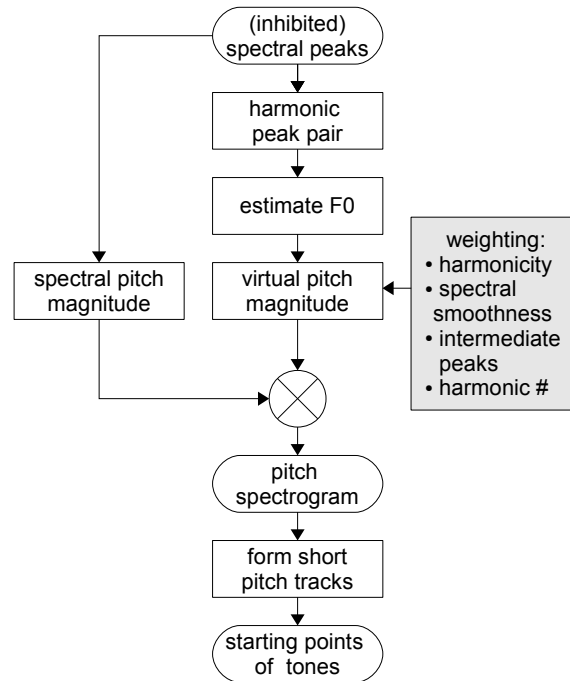 (inhibited)
spectral peaks
harmonic
peak pair
estimate F0
spectral pitch
magnitude
virtual pitch
magnitude
weighting:
• harmonicity
• spectral
smoothness
• intermediate
peaks
• harmonic #
pitch
spectrogram
form short
pitch tracks
starting points
of tones